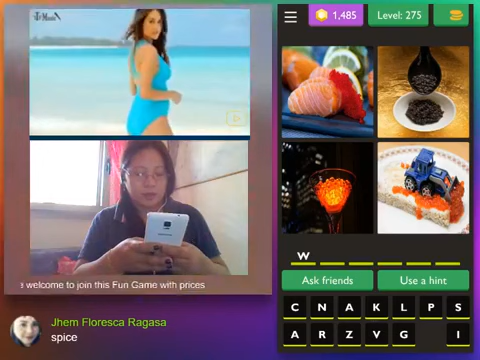 1,485
Level: 275
W
e welcome to join this Fun Game with prices
Ask friends
Use a hint
C N A K L P S
A R Z V G I
Jhem Floresca Ragasa
spice